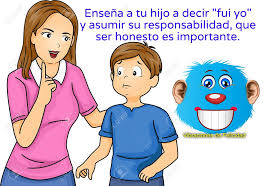 Enseña a tu hijo a decir "fui yo"
y asumir su responsabilidad, que
ser honesto es importante.